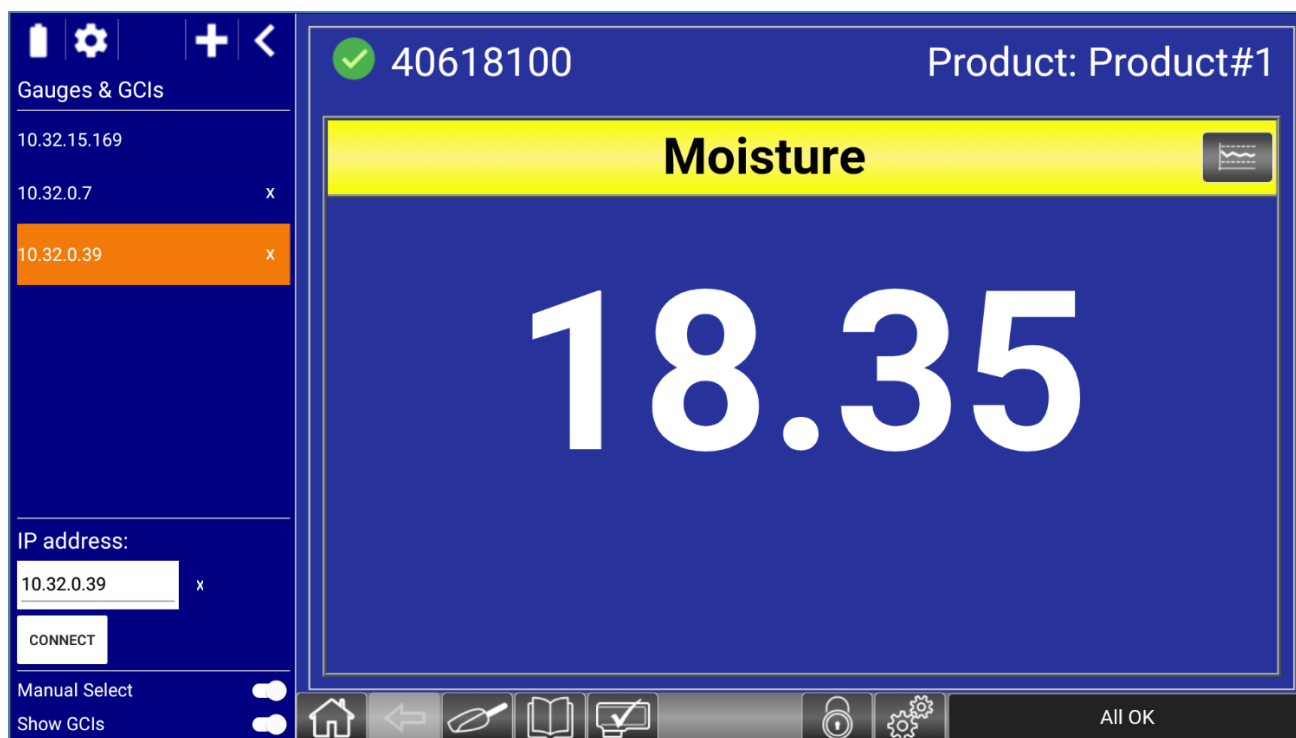 Gauges & GCIs
10.32.15.169
10.32.0.7 x
10.32.0.39 x
IP address:
10.32.0.39 x
CONNECT
Manual Select
Show GCIs
40618100 Product: Product#1
Moisture
18.35
All OK